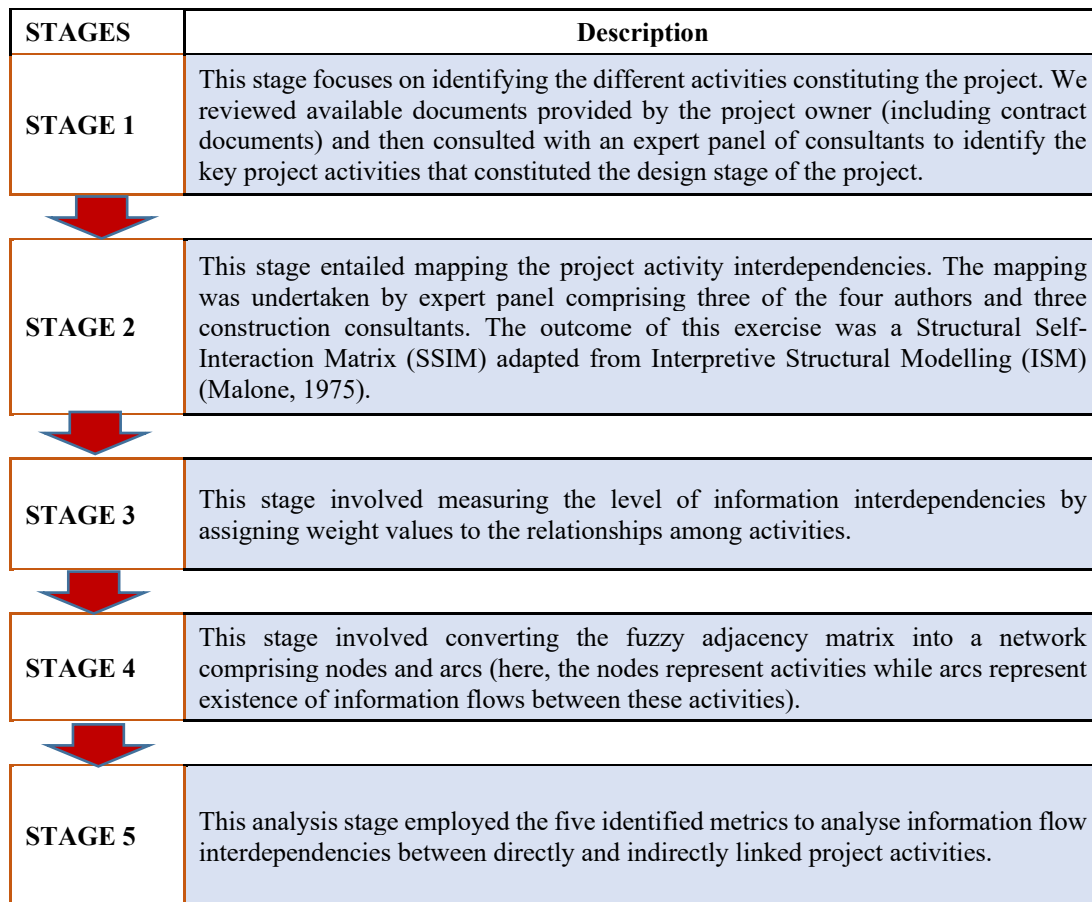 STAGES
Description
STAGE 1
This stage focuses on identifying the different activities constituting the project. We
reviewed available documents provided by the project owner (including contract
documents) and then consulted with an expert panel of consultants to identify the
key project activities that constituted the design stage of the project.
STAGE 2
This stage entailed mapping the project activity interdependencies. The mapping
was undertaken by expert panel comprising three of the four authors and three
construction consultants. The outcome of this exercise was a Structural Self-
Interaction Matrix (SSIM) adapted from Interpretive Structural Modelling (ISM)
(Malone, 1975).
STAGE 3
This stage involved measuring the level of information interdependencies by
assigning weight values to the relationships among activities.
STAGE 4
This stage involved converting the fuzzy adjacency matrix into a network
comprising nodes and arcs (here, the nodes represent activities while arcs represent
existence of information flows between these activities).
STAGE 5
This analysis stage employed the five identified metrics to analyse information flow
interdependencies between directly and indirectly linked project activities.